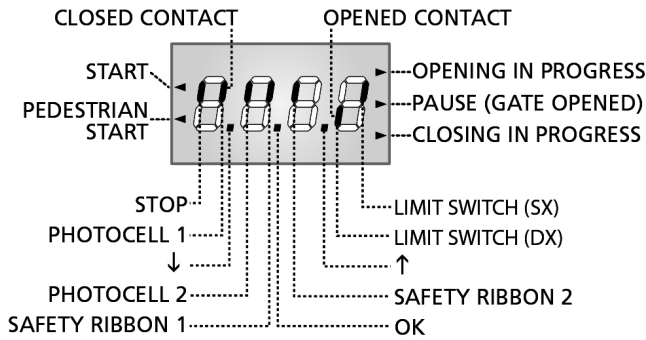 CLOSED CONTACT
OPENED CONTACT
START
OPENING IN PROGRESS
PEDESTRIAN
START
PAUSE (GATE OPENED)
CLOSING IN PROGRESS
STOP
LIMIT SWITCH (SX)
PHOTOCELL 1
LIMIT SWITCH (DX)
↓
↑
PHOTOCELL 2
SAFETY RIBBON 2
SAFETY RIBBON 1
OK